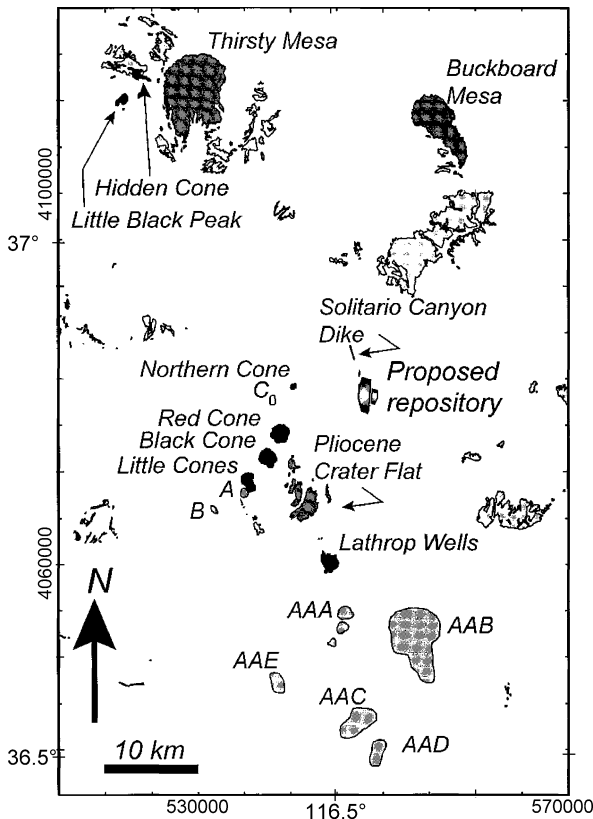 Thirsty Mesa
Buckboard
Mesa
Hidden Cone
Little Black Peak
4100000
37°
Solitario Canyon
Dike
Northern Cone
C
Proposed
repository
Red Cone
Black Cone
Little Cones
Pliocene
Crater Flat
A
B
Lathrop Wells
4060000
N
AAA
AAB
AAE
AAC
AAD
36.5°
10 km
530000
116.5°
570000